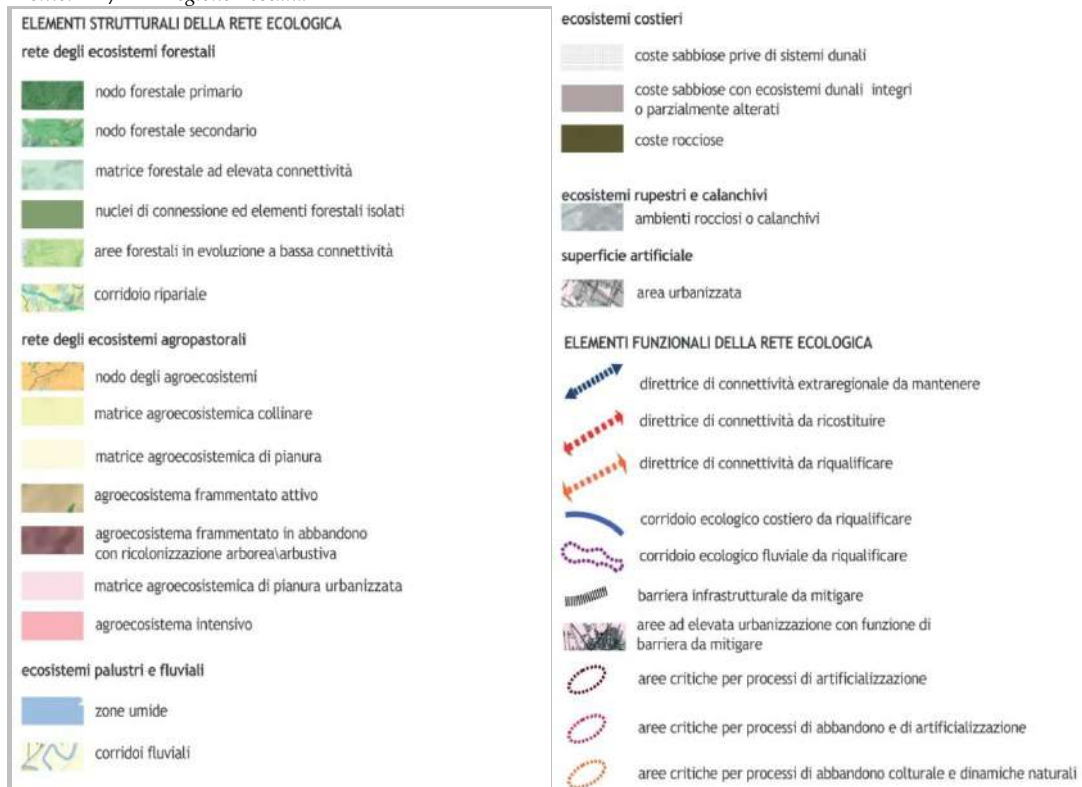 ELEMENTI STRUTTURALI DELLA RETE ECOLOGICA
rete degli ecosistemi forestali
nodo forestale primario
nodo forestale secondario
matrice forestale ad elevata connettività
nuclei di connessione ed elementi forestali isolati
aree forestali in evoluzione a bassa connettività
corridoio ripariale
rete degli ecosistemi agropastorali
nodo degli agroecosistemi
matrice agroecosistemica collinare
matrice agroecosistemica di pianura
agroecosistema frammentato attivo
agroecosistema frammentato in abbandono
con ricolonizzazione arborea\arbustiva
matrice agroecosistemica di pianura urbanizzata
agroecosistema intensivo
ecosistemi palustri e fluviali
zone umide
corridoi fluviali
ecosistemi costieri
coste sabbiose prive di sistemi dunali
coste sabbiose con ecosistemi dunali integri
o parzialmente alterati
coste rocciose
ecosistemi rupestri e calanchivi
ambienti rocciosi o calanchivi
superficie artificiale
area urbanizzata
ELEMENTI FUNZIONALI DELLA RETE ECOLOGICA
direttrice di connettività extraregionale da mantenere
direttrice di connettività da ricostituire
direttrice di connettività da riqualificare
corridoio ecologico costiero da riqualificare
corridoio ecologico fluviale da riqualificare
barriera infrastrutturale da mitigare
aree ad elevata urbanizzazione con funzione di
barriera da mitigare
aree critiche per processi di artificializzazione
aree critiche per processi di abbandono e di artificializzazione
aree critiche per processi di abbandono colturale e dinamiche naturali